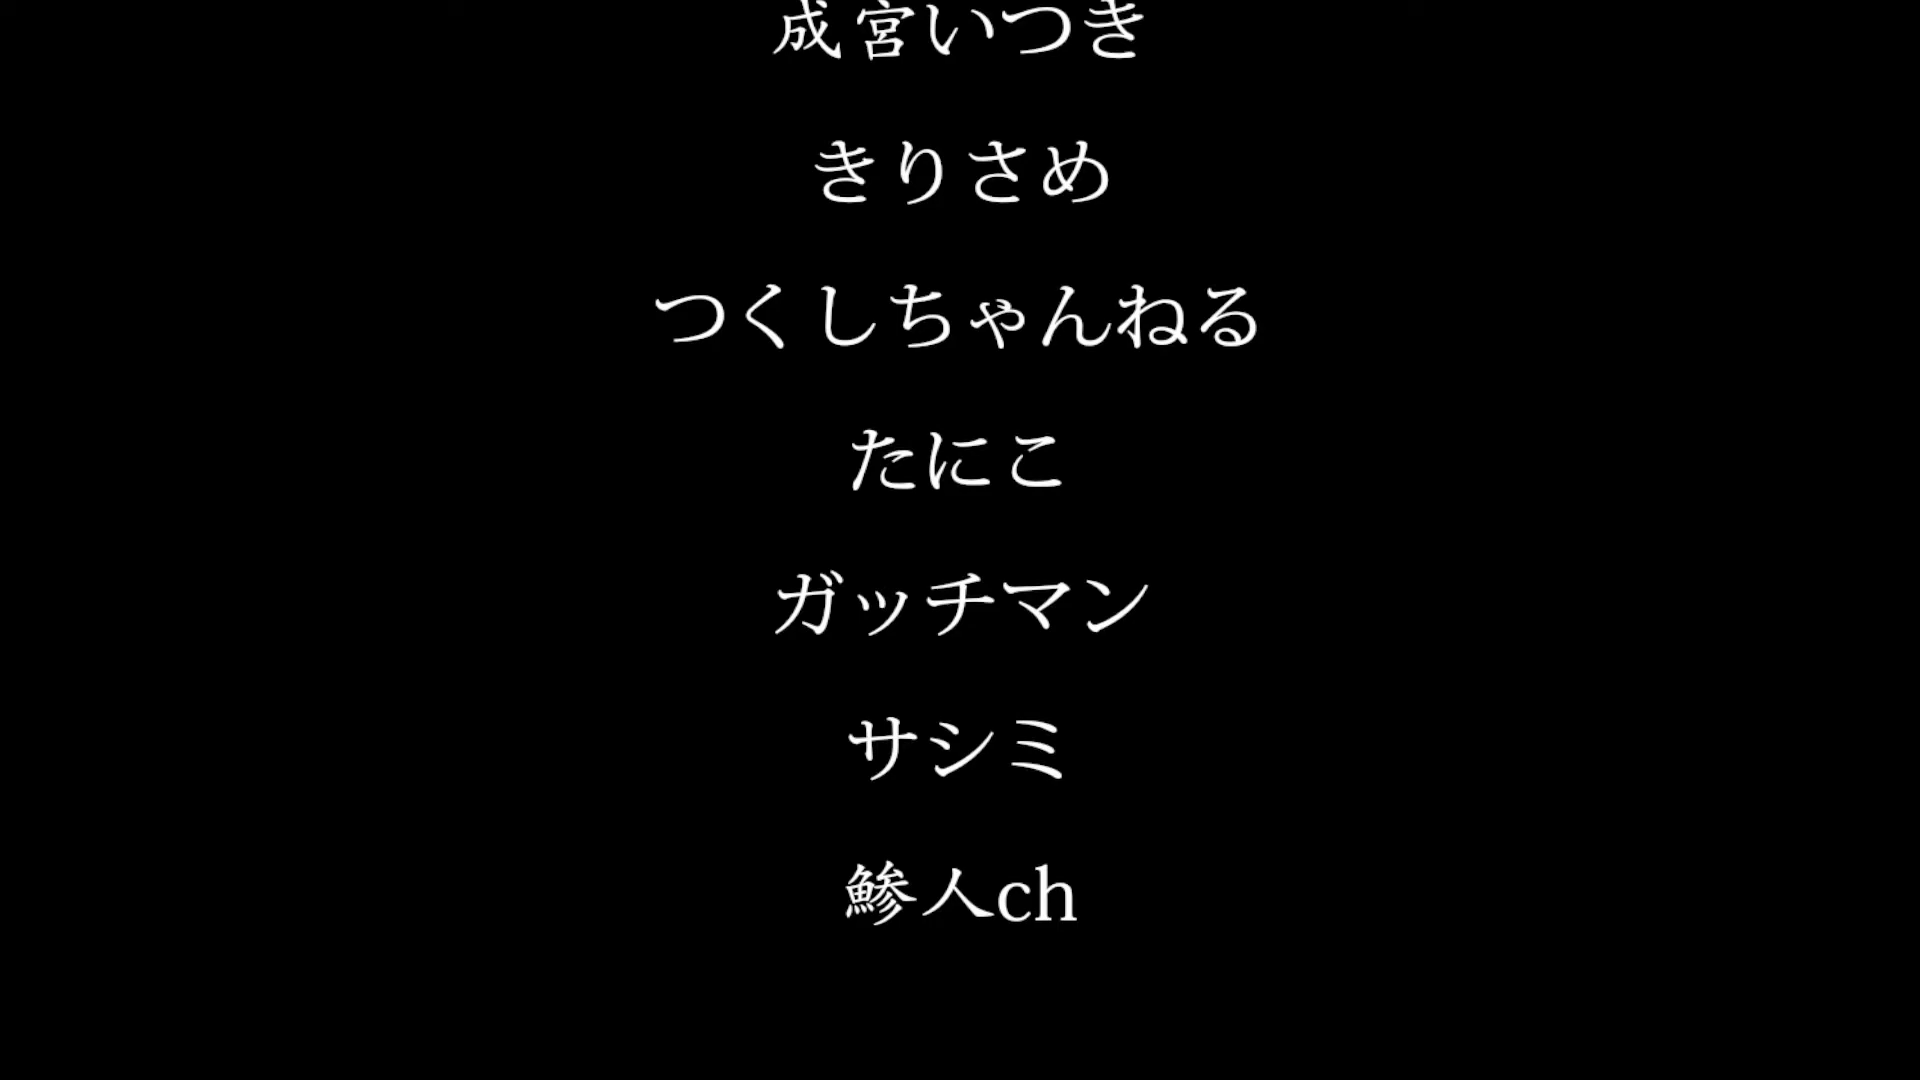 成宮いつき
きりさめ
つくしちゃんねる
たにこ
ガッチマン
サシミ
鯵人ch